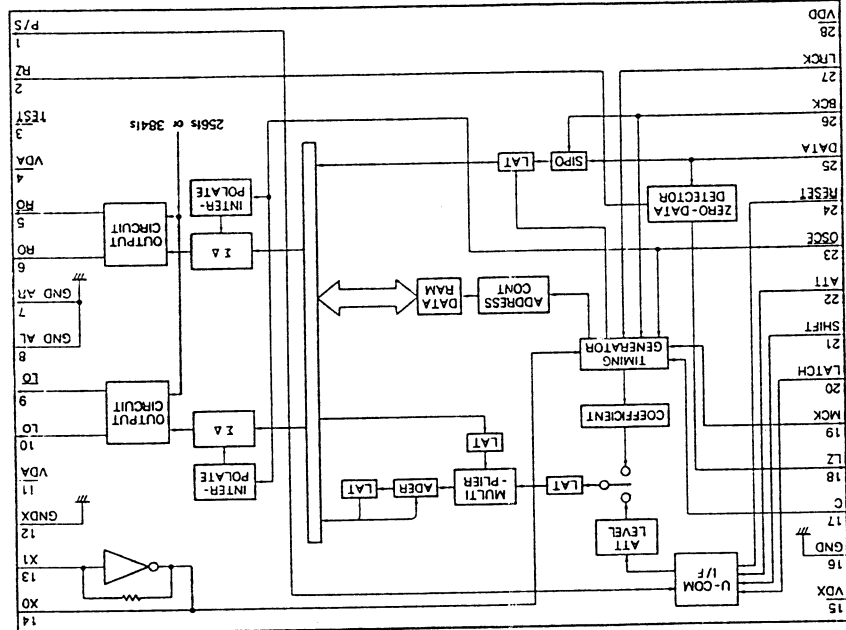 15
VDX
16
GND
17
C
18
LZ
19
MCK
20
LATCH
21
SHIFT
22
ATT
23
OSCE
24
RESET
25
DATA
26
BCK
27
LRCK
28
VDD
U-COM
I/F
ATT
LEVEL
LAT
MULTI
-PLIER
ADER
LAT
LAT
COEFFICIENT
TIMING
GENERATOR
ADDRESS
CONT
DATA
RAM
ZERO-DATA
DETECTOR
SIPO
LAT
INTER-
POLATE
Σ Δ
OUTPUT
CIRCUIT
Σ Δ
INTER-
POLATE
OUTPUT
CIRCUIT
256fs or 384fs
14
X0
13
X1
12
GNDX
11
VDA
10
LO
9
LO
8
GND AL
7
GND AR
6
RO
5
RO
4
VDA
3
TEST
2
RZ
1
P/S